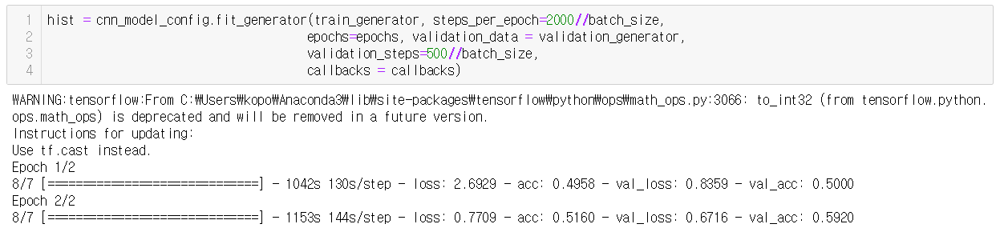 1 hist = cnn_model_config.fit_generator(train_generator, steps_per_epoch=2000//batch_size,
2 epochs=epochs, validation_data = validation_generator,
3 validation_steps=500//batch_size,
4 callbacks = callbacks)
WARNING:tensorflow:From C:₩Users₩kopo₩Anaconda3₩lib₩site-packages₩tensorflow₩python₩ops₩math_ops.py:3066: to_int32 (from tensorflow.python.
ops.math_ops) is deprecated and will be removed in a future version.
Instructions for updating:
Use tf.cast instead.
Epoch 1/2
8/7 [==============================] - 1042s 130s/step - loss: 2.6929 - acc: 0.4958 - val_loss: 0.8359 - val_acc: 0.5000
Epoch 2/2
8/7 [==============================] - 1153s 144s/step - loss: 0.7709 - acc: 0.5160 - val_loss: 0.6716 - val_acc: 0.5920